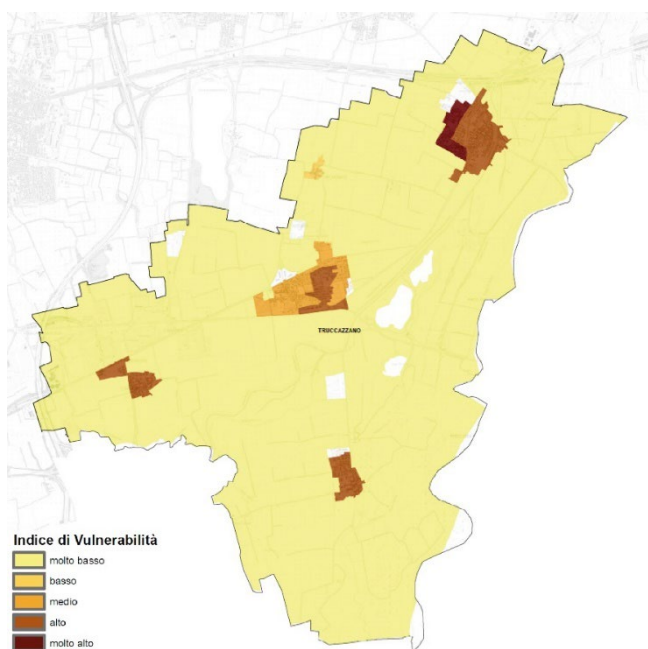 TRUCCAZZANO
Indice di Vulnerabilità
molto basso
basso
medio
alto
molto alto